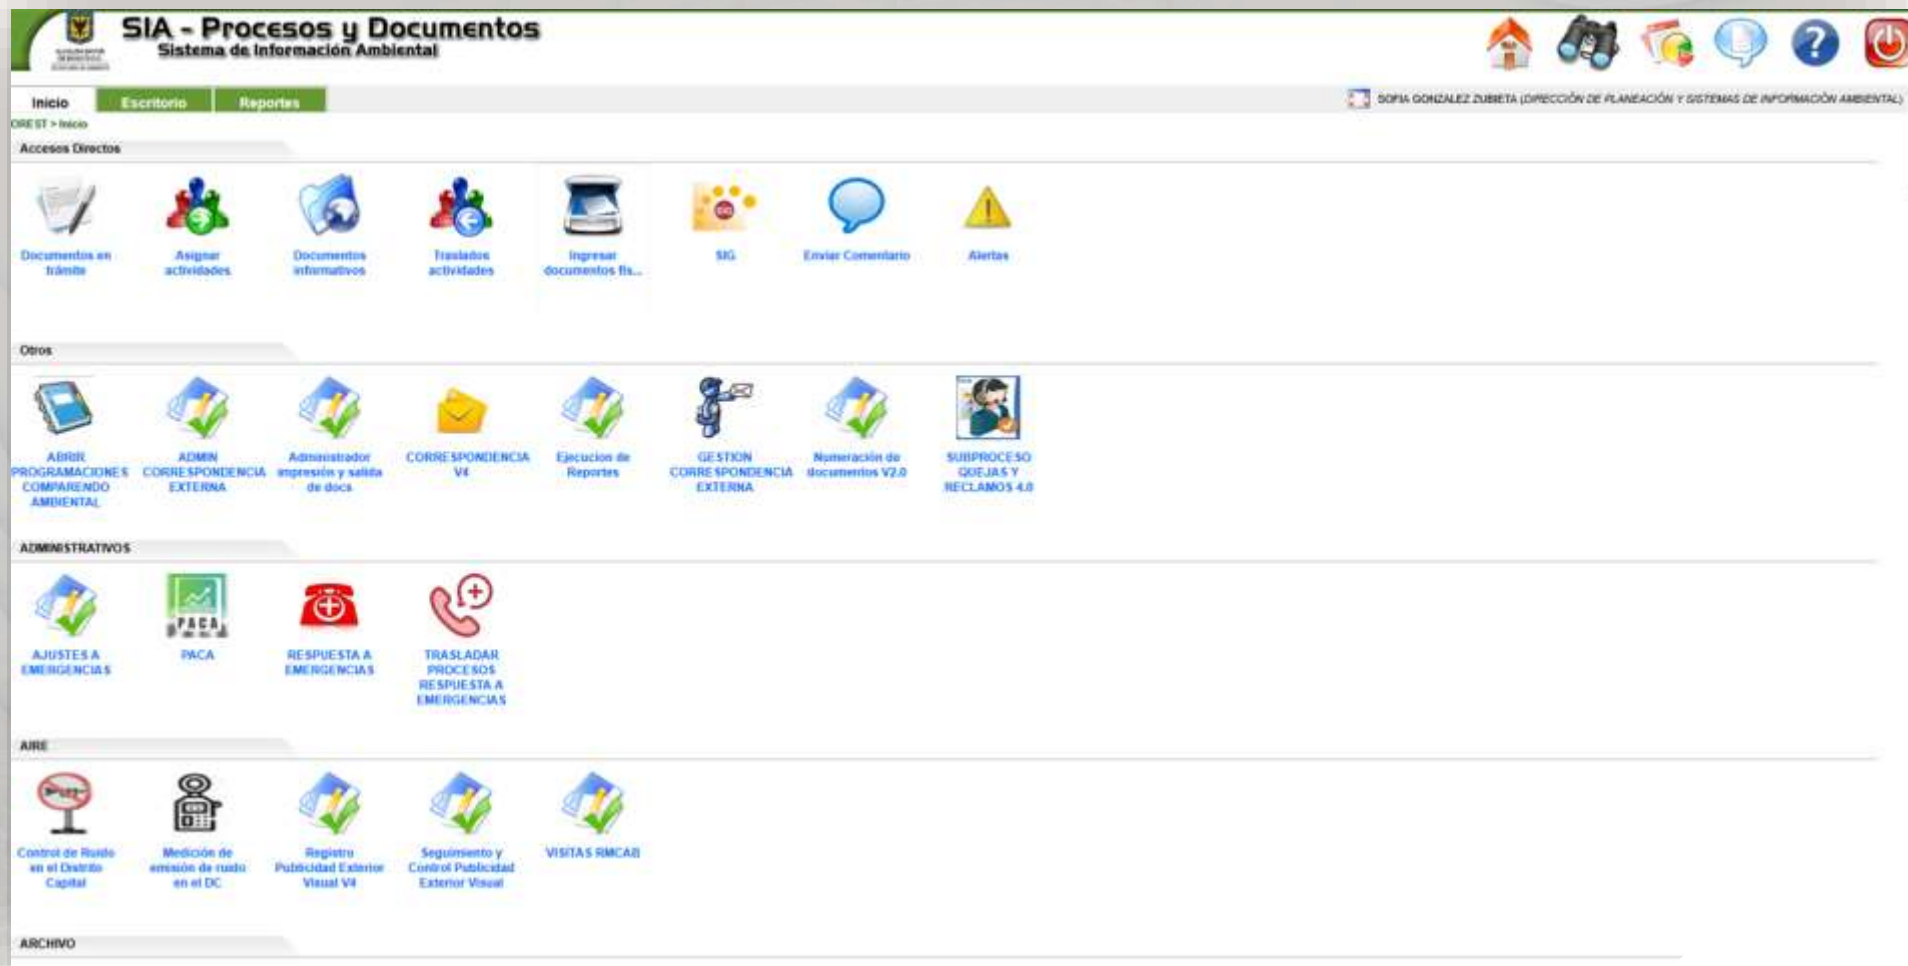 SIA - Procesos y Documentos
Sistema de Información Ambiental
Inicio
Escritorio
Reportes
SOFIA GONZALEZ ZUBIETA (DIRECCIÓN DE PLANEACIÓN Y SISTEMAS DE INFORMACIÓN AMBIENTAL)
OREST > Inicio
Accesos Directos
Documentos en
trámite
Asignar
actividades
Documentos
informativos
Traslados
actividades
Ingresar
documentos fis...
SIG
Enviar Comentario
Alertas
Otros
ABRIR
PROGRAMACIONES
COMPARENDO
AMBIENTAL
ADMIN
CORRESPONDENCIA
EXTERNA
Administrador
impresión y salida
de docs
CORRESPONDENCIA
V4
Ejecucion de
Reportes
GESTION
CORRESPONDENCIA
EXTERNA
Numeración de
documentos V2.0
SUBPROCESO
QUEJAS Y
RECLAMOS 4.0
ADMINISTRATIVOS
AJUSTES A
EMERGENCIAS
PACA
PACA
RESPUESTA A
EMERGENCIAS
TRASLADAR
PROCESOS
RESPUESTA A
EMERGENCIAS
AIRE
Control de Ruido
en el Distrito
Capital
Medición de
emisión de ruido
en el DC
Registro
Publicidad Exterior
Visual V4
Seguimiento y
Control Publicidad
Exterior Visual
VISITAS RMCAB
ARCHIVO